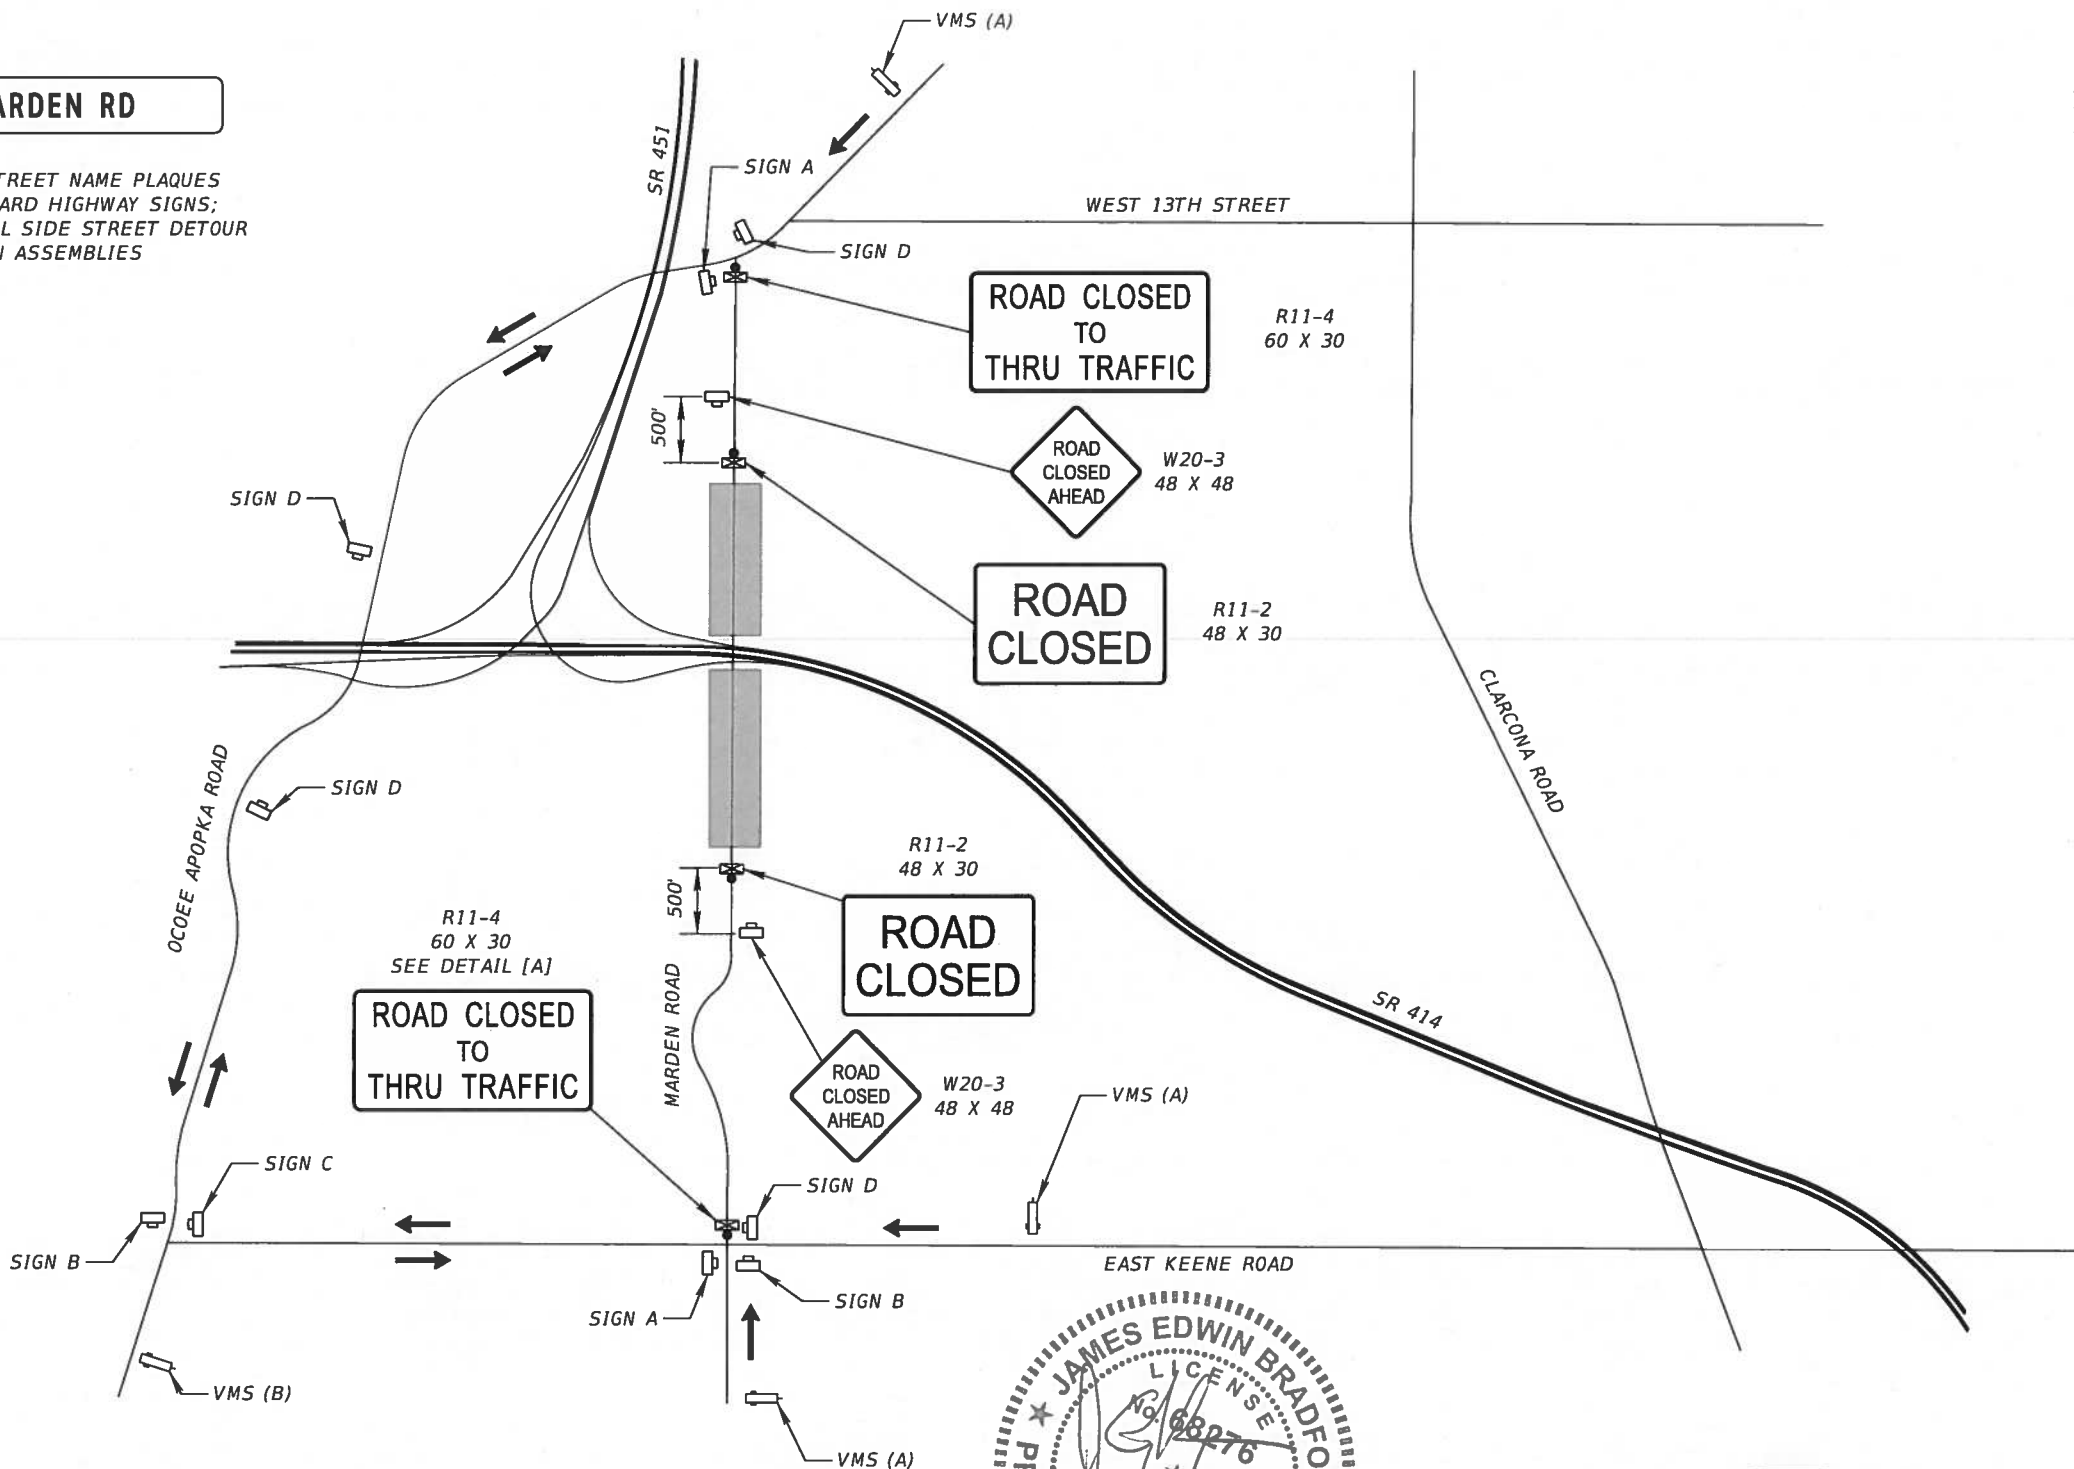 VMS (A)
ARDEN RD
TREET NAME PLAQUES
ARD HIGHWAY SIGNS;
L SIDE STREET DETOUR
ASSEMBLIES
SR 451
SIGN A
SIGN D
WEST 13TH STREET
ROAD CLOSED
TO
THRU TRAFFIC
R11-4
60 X 30
500'
ROAD
CLOSED
AHEAD
W20-3
48 X 48
SIGN D
ROAD
CLOSED
R11-2
48 X 30
CLARCONA ROAD
OCOEE APOPKA ROAD
SIGN D
R11-2
48 X 30
500'
ROAD
CLOSED
R11-4
60 X 30
SEE DETAIL [A]
ROAD CLOSED
TO
THRU TRAFFIC
MARDEN ROAD
SR 414
ROAD
CLOSED
AHEAD
W20-3
48 X 48
VMS (A)
SIGN C
SIGN D
SIGN B
EAST KEENE ROAD
SIGN A
SIGN B
VMS (B)
VMS (A)
JAMES EDWIN BRADFO
LICENSE
No. 68276